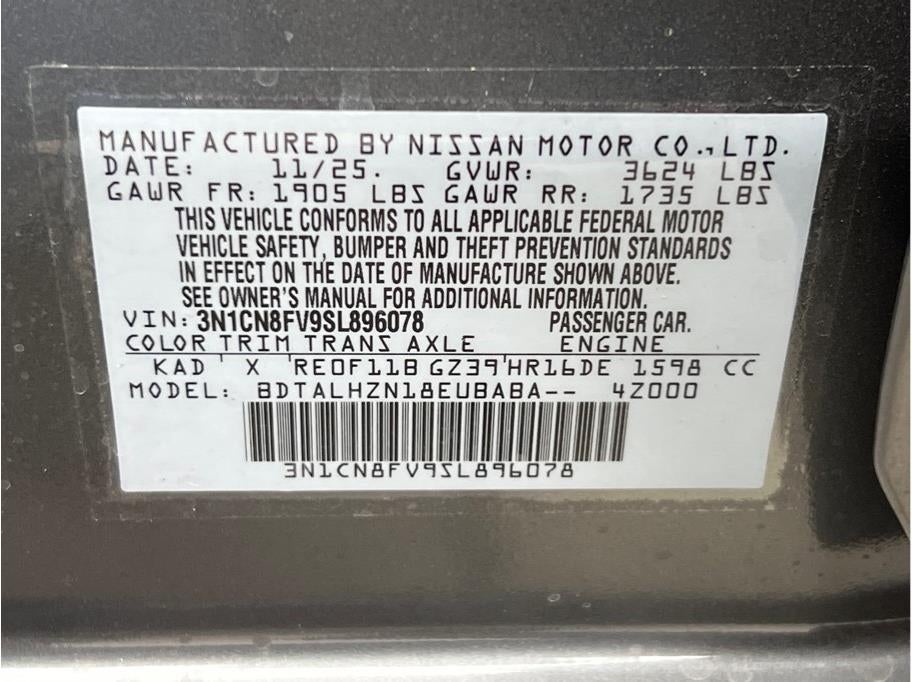 MANUFACTURED BY NISSAN MOTOR CO., LTD.
DATE: 11/25. GVWR: 3624 LBS
GAWR FR: 1905 LBS GAWR RR: 1735 LBS
THIS VEHICLE CONFORMS TO ALL APPLICABLE FEDERAL MOTOR
VEHICLE SAFETY, BUMPER AND THEFT PREVENTION STANDARDS
IN EFFECT ON THE DATE OF MANUFACTURE SHOWN ABOVE.
SEE OWNER'S MANUAL FOR ADDITIONAL INFORMATION.
VIN: 3N1CN8FV9SL896078 PASSENGER CAR.
COLOR TRIM TRANS AXLE ENGINE
KAD X RE0F11B GZ39'HR16DE 1598 CC
MODEL: BDTALHZN18EUBABA-- 4Z000
3N1CN8FV9SL896078